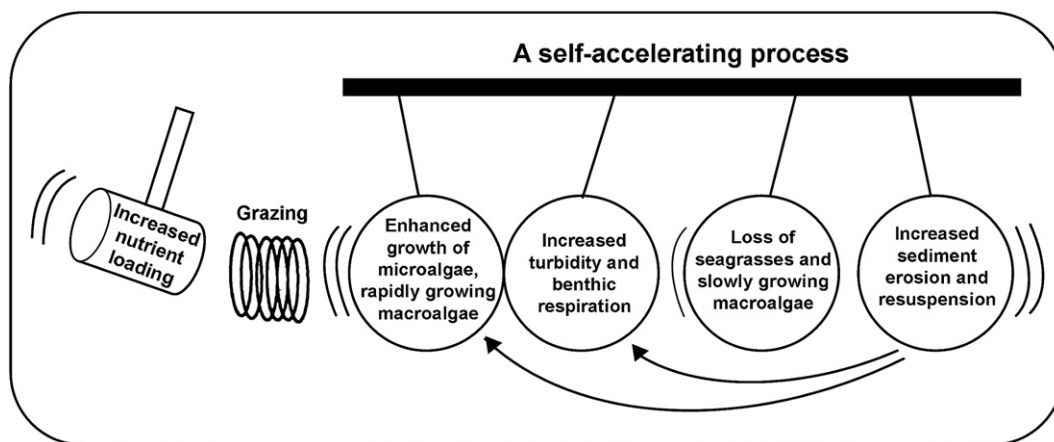 A self-accelerating process
Increased
nutrient
loading
Grazing
Enhanced
growth of
microalgae,
rapidly growing
macroalgae
Increased
turbidity and
benthic
respiration
Loss of
seagrasses and
slowly growing
macroalgae
Increased
sediment
erosion and
resuspension